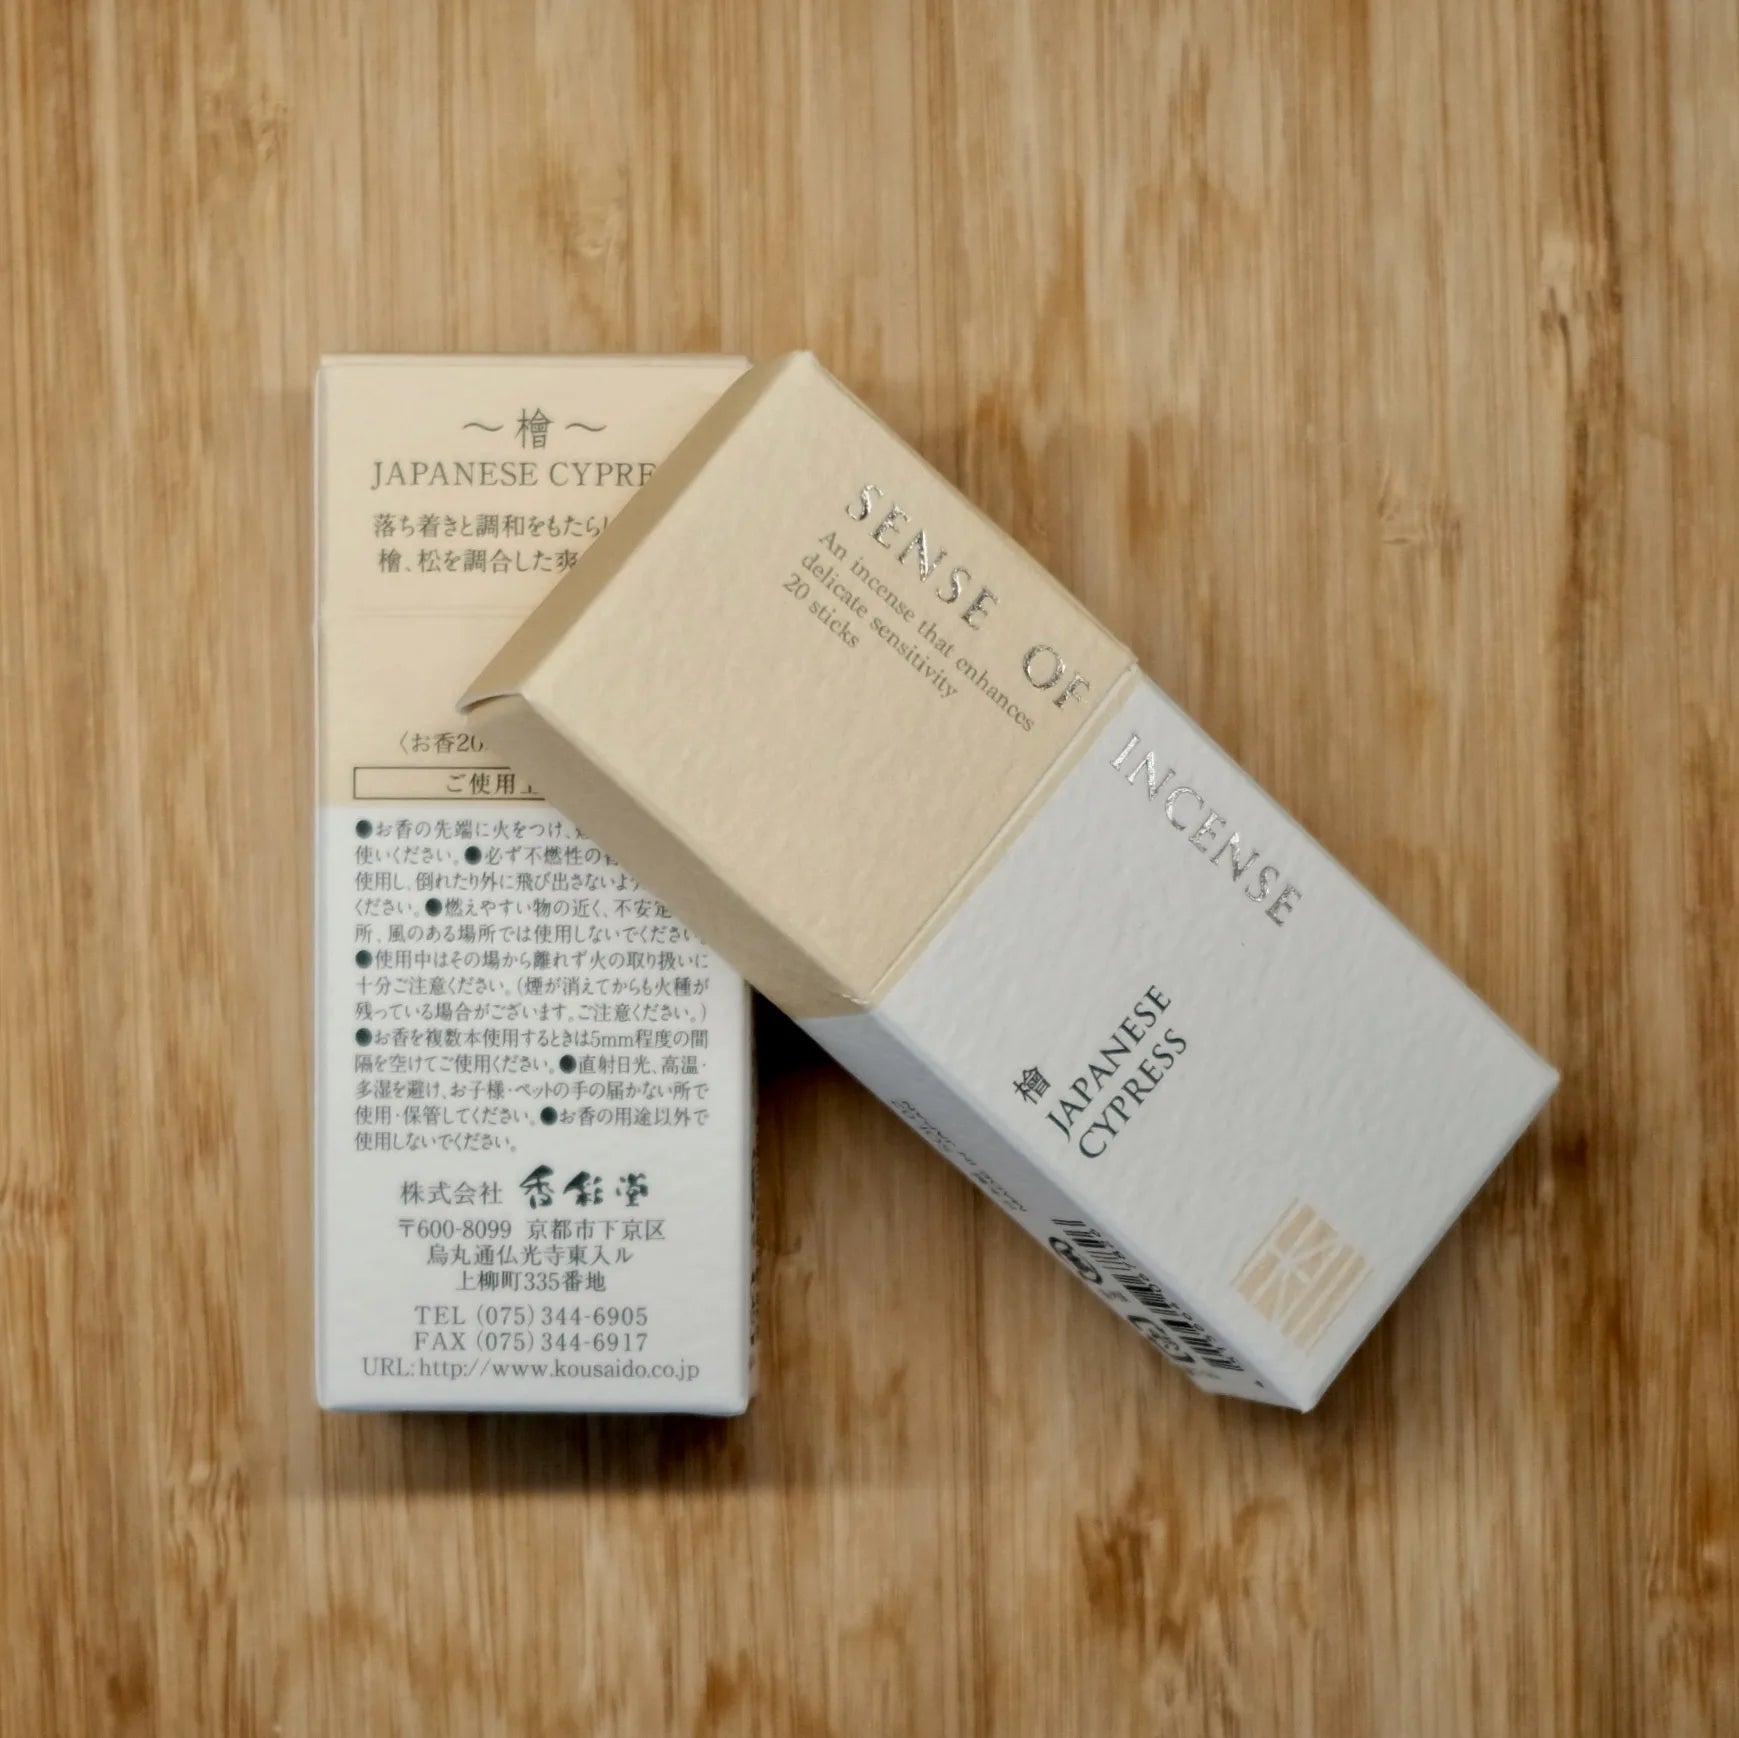 ～檜～
JAPANESE CYPRE
落ち着きと調和をもたらし
檜、松を調合した爽
〈お香20
ご使用上
●お香の先端に火をつけ、
使いください。●必ず不燃性の香
使用し、倒れたり外に飛び出さないよう
ください。●燃えやすい物の近く、不安定
所、風のある場所では使用しないでください。
●使用中はその場から離れず火の取り扱いに
十分ご注意ください。(煙が消えてからも火種が
残っている場合がございます。ご注意ください。)
●お香を複数本使用するときは5mm程度の間
隔を空けてご使用ください。●直射日光、高温・
多湿を避け、お子様・ペットの手の届かない所で
使用・保管してください。●お香の用途以外で
使用しないでください。
株式会社 香彩堂
〒600-8099 京都市下京区
烏丸通仏光寺東入ル
上柳町335番地
TEL (075)344-6905
FAX (075)344-6917
URL:http://www.kousaido.co.jp
SENSE OF INCENSE
An incense that enhances
delicate sensitivity
20 sticks
檜
JAPANESE
CYPRESS